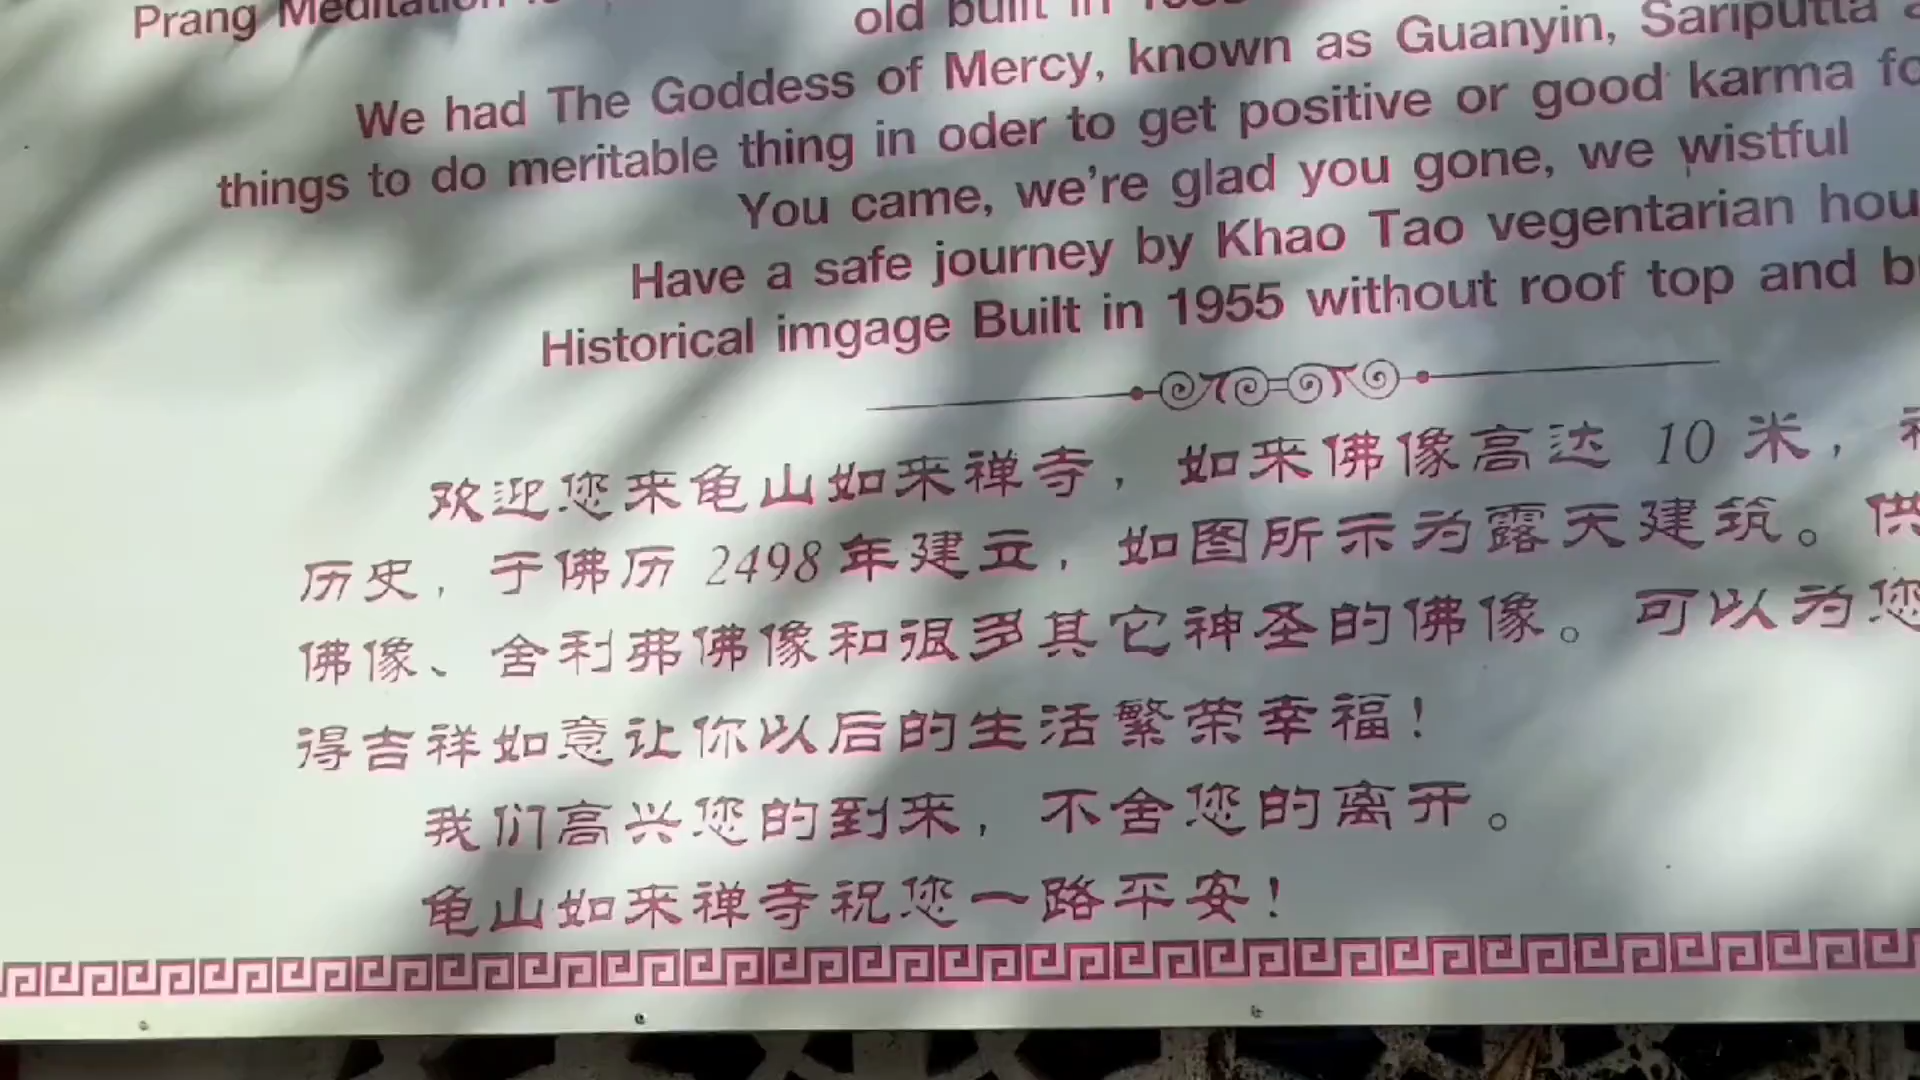 Prang Meditation
old built in
We had The Goddess of Mercy, known as Guanyin, Sariputta
things to do meritable thing in oder to get positive or good karma
You came, we're glad you gone, we wistful
Have a safe journey by Khao Tao vegentarian
Historical imgage Built in 1955 without roof top and
欢迎您来龟山如来禅寺，如来佛像高达 10 米，
历史，于佛历 2498 年建立，如图所示为露天建筑。供
佛像、舍利弗佛像和很多其它神圣的佛像。可以为您
得吉祥如意让你以后的生活繁荣幸福！
我们高兴您的到来，不舍您的离开。
龟山如来禅寺祝您一路平安！